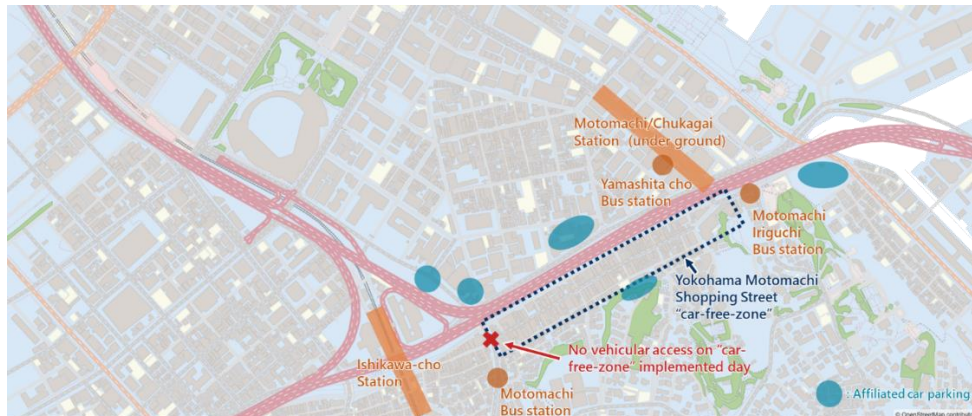 Motomachi/Chukagai
Station (under ground)
Yamashita cho
Bus station
Motomachi
Iriguchi
Bus station
Yokohama Motomachi
Shopping Street
“car-free-zone”
No vehicular access on “car-
free-zone” implemented day
Ishikawa-cho
Station
Motomachi
Bus station
: Affiliated car parking
© OpenStreetMap contributors